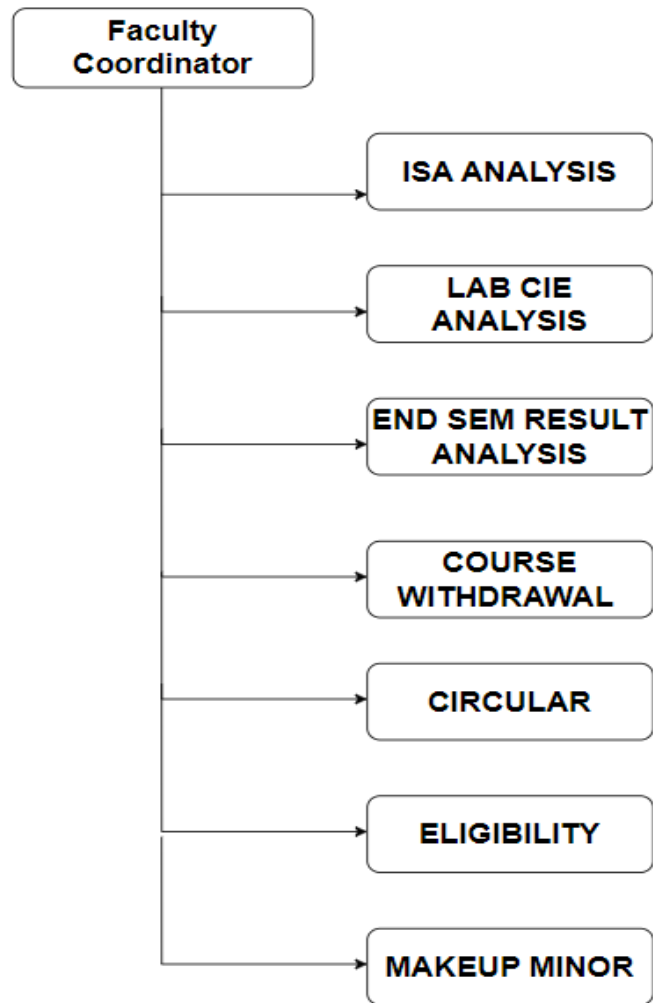 Faculty
Coordinator
ISA ANALYSIS
LAB CIE
ANALYSIS
END SEM RESULT
ANALYSIS
COURSE
WITHDRAWAL
CIRCULAR
ELIGIBILITY
MAKEUP MINOR